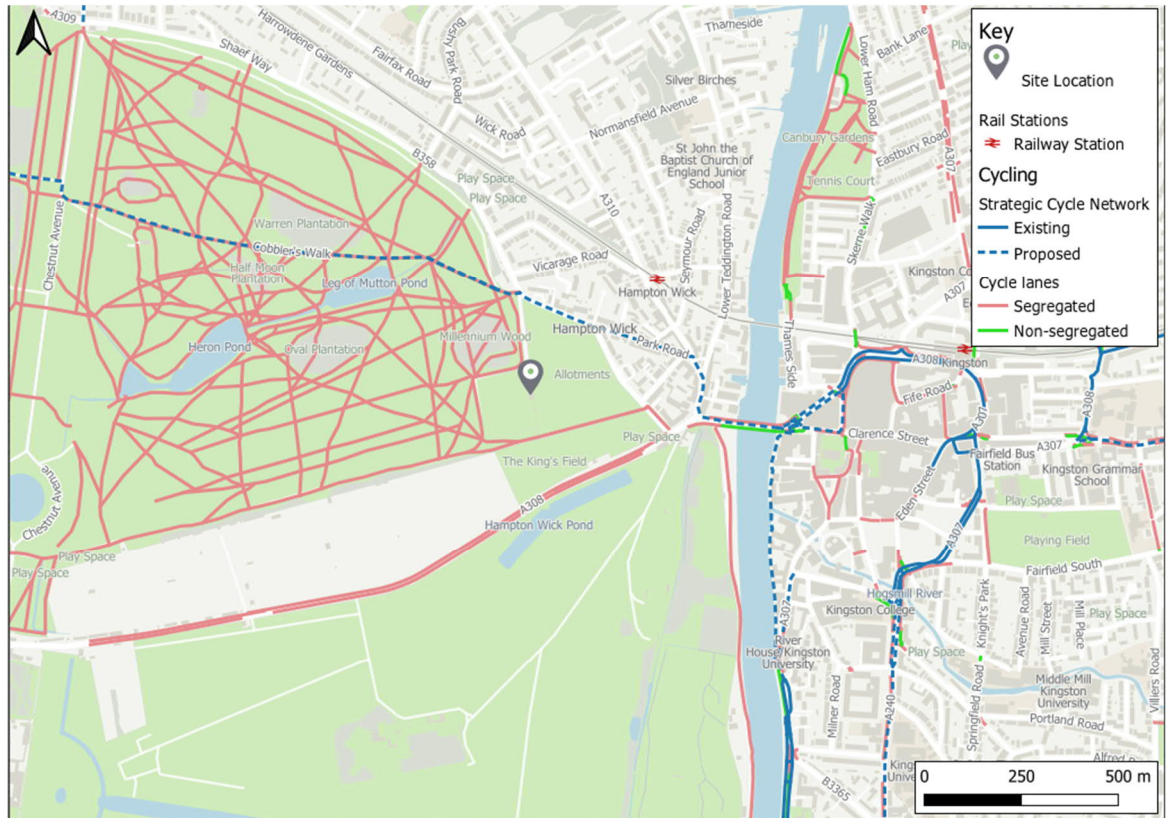 A309
Shaef Way
Harrowdene Gardens
Fairfax Road
Bushy Park Road
Wick Road
B358
Thameside
Silver Birches
Normansfield Avenue
St John the
Baptist Church of
England Junior
School
Play Space
Play Space
A310
Seymour Road
Lower Teddington Road
Vicarage Road
Hampton Wick
Hampton Wick
Park Road
Lower Ham Road
Bank Lane
Canbury Gardens
Eastbury Road
A307
Tennis Court
Skerne Walk
Kingston Co
A307
Thames Side
Chestnut Avenue
Warren Plantation
Cobbler's Walk
Half Moon
Plantation
Leg of Mutton Pond
Heron Pond
Oval Plantation
Millennium Wood
Allotments
Play Space
The King's Field
A308
Hampton Wick Pond
Chestnut Avenue
Play Space
Play Space
A308
Kingston
Fife Road
A307
A308
Clarence Street
Fairfield Bus
Station
A307
Kingston Grammar
School
Eden Street
Play Space
A307
Playing Field
Fairfield South
Hogsmill River
Kingston College
A307
River
House/Kingston
University
Play Space
Knight's Park
Avenue Road
Mill Street
Mill Place
Play Space
Milner Road
A240
Springfield Road
Middle Mill
Kingston
University
Portland Road
Villiers Road
B3365
King
Unive
Alfred R
Key
Site Location
Rail Stations
Railway Station
Cycling
Strategic Cycle Network
Existing
Proposed
Cycle lanes
Segregated
Non-segregated
0 250 500 m